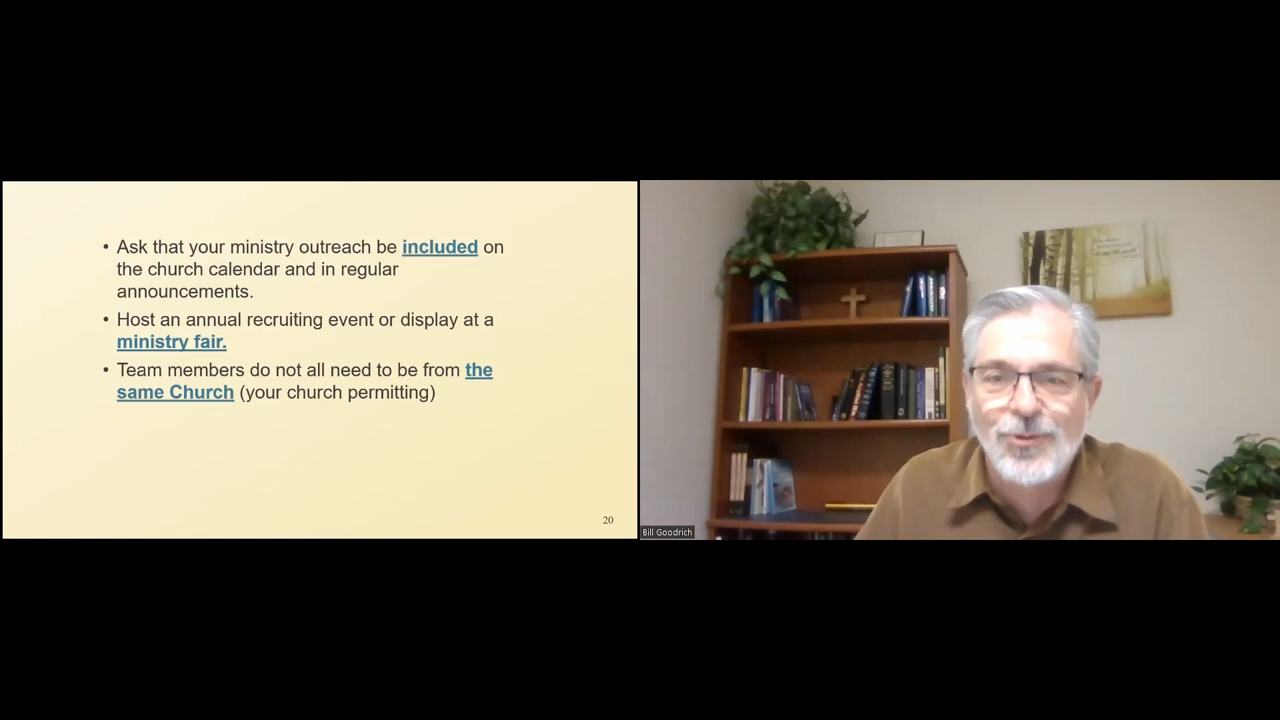 • Ask that your ministry outreach be included on
the church calendar and in regular
announcements.
• Host an annual recruiting event or display at a
ministry fair.
• Team members do not all need to be from the
same Church (your church permitting)
20
Bill Goodrich